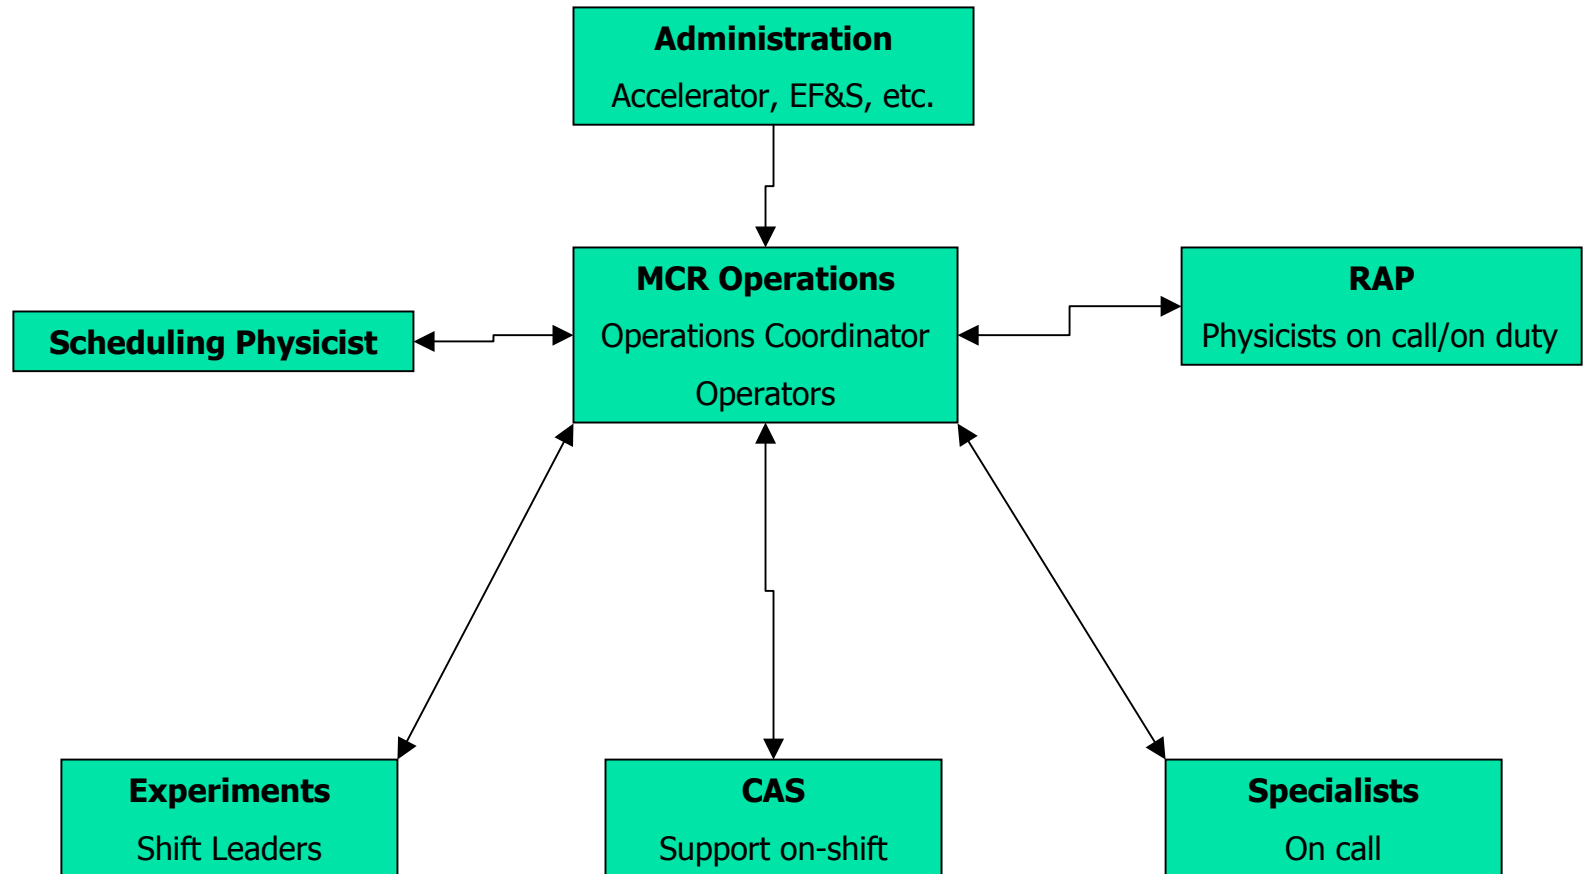 Administration
Accelerator, EF&S, etc.
MCR Operations
Operations Coordinator
Operators
RAP
Physicists on call/on duty
Scheduling Physicist
Experiments
Shift Leaders
CAS
Support on-shift
Specialists
On call